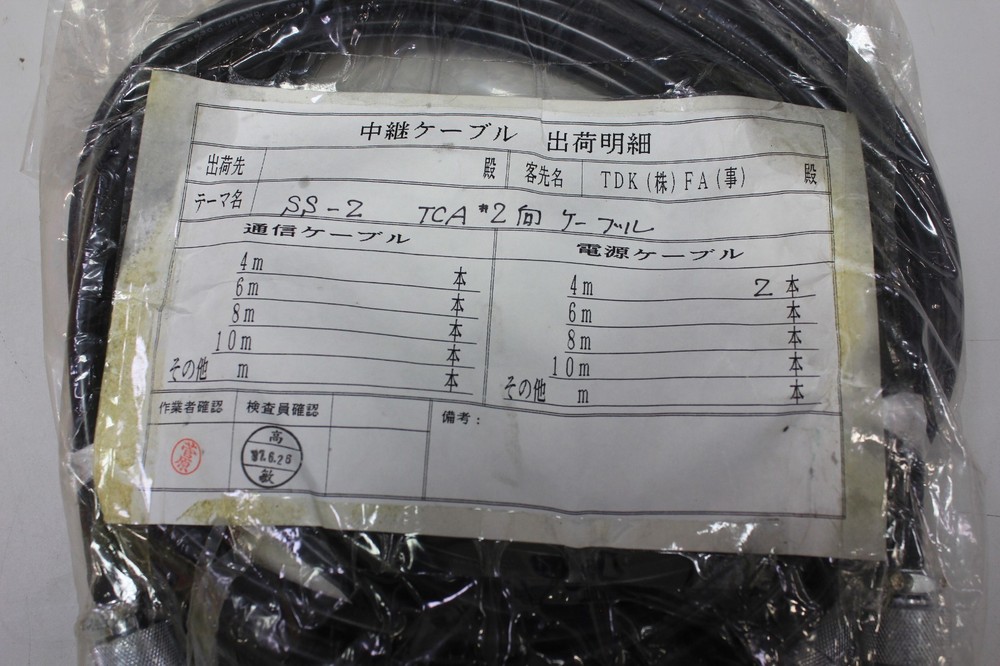 中継ケーブル 出荷明細
出荷先 殿 客先名 TDK(株)FA(事) 殿
テーマ名 SS-2 TCA #2向ケーブル
通信ケーブル 電源ケーブル
4m 本 4m 2本
6m 本 6m 本
8m 本 8m 本
10m 本 10m 本
その他 m 本 その他 m 本
作業者確認 検査員確認 備考:
高
6.26
敏